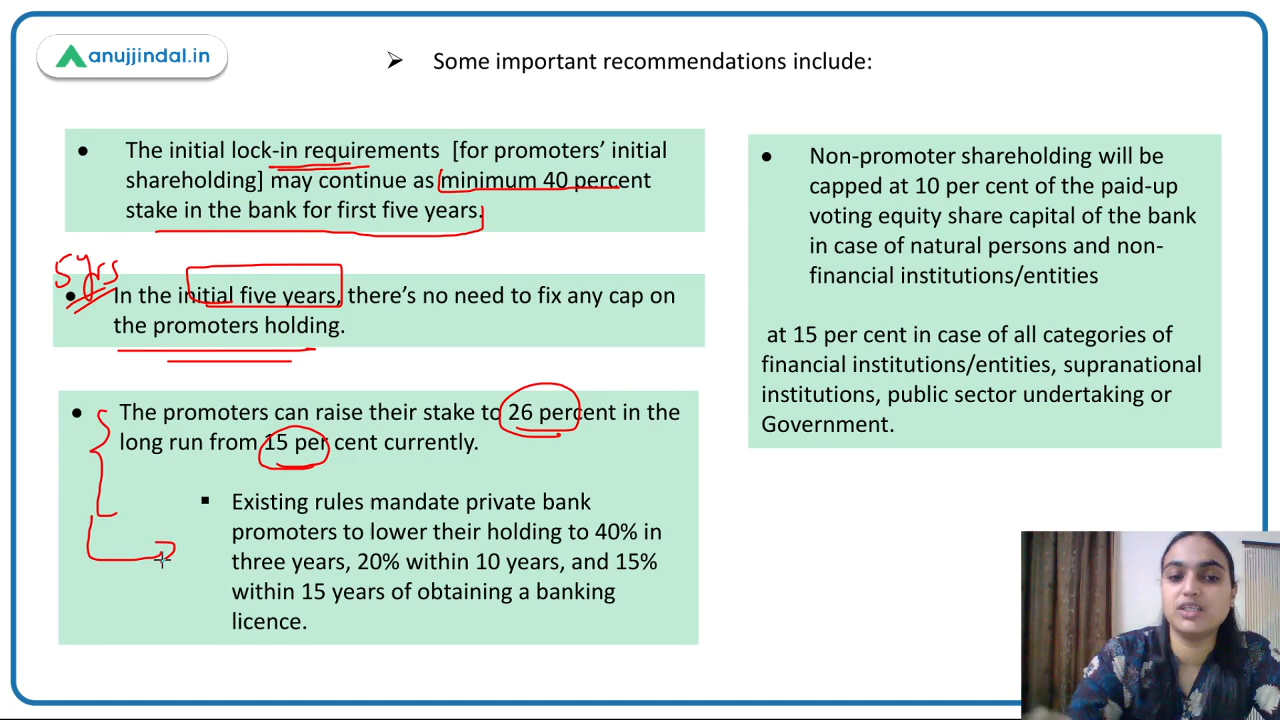 anujjindal.in
➢ Some important recommendations include:
● The initial lock-in requirements [for promoters’ initial
shareholding] may continue as minimum 40 percent
stake in the bank for first five years.
5yrs
● In the initial five years, there’s no need to fix any cap on
the promoters holding.
● The promoters can raise their stake to 26 percent in the
long run from 15 per cent currently.
▪ Existing rules mandate private bank
promoters to lower their holding to 40% in
three years, 20% within 10 years, and 15%
within 15 years of obtaining a banking
licence.
● Non-promoter shareholding will be
capped at 10 per cent of the paid-up
voting equity share capital of the bank
in case of natural persons and non-
financial institutions/entities
at 15 per cent in case of all categories of
financial institutions/entities, supranational
institutions, public sector undertaking or
Government.